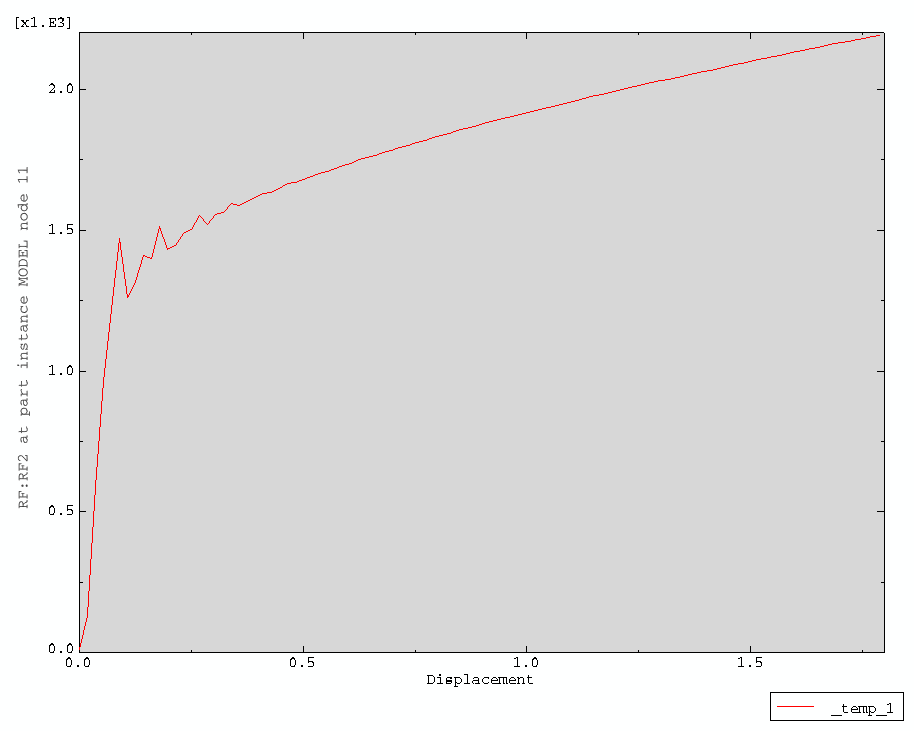 [x1.E3]
2.0
1.5
1.0
0.5
0.0
RF:RF2 at part instance MODEL node 11
0.0 0.5 1.0 1.5
Displacement
_temp_1